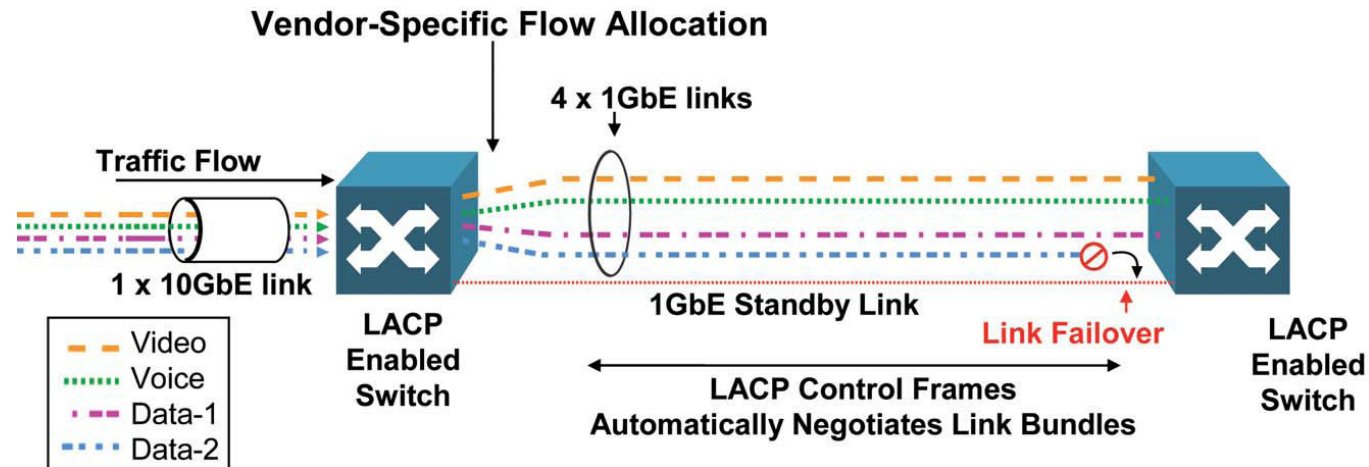 Vendor-Specific Flow Allocation
4 x 1GbE links
Traffic Flow
1 x 10GbE link
1GbE Standby Link
Link Failover
LACP
Enabled
Switch
LACP
Enabled
Switch
LACP Control Frames
Automatically Negotiates Link Bundles
Video
Voice
Data-1
Data-2